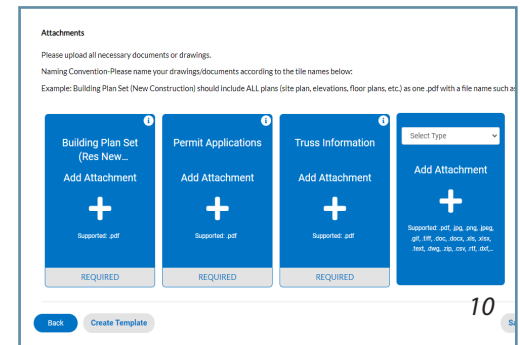 Attachments
Please upload all necessary documents or drawings.
Naming Convention-Please name your drawings/documents according to the tile names below:
Example: Building Plan Set (New Construction) should include ALL plans (site plan, elevations, floor plans, etc.) as one .pdf with a file name such as
Building Plan Set
(Res New...
Add Attachment
Supported: .pdf
REQUIRED
Permit Applications
Add Attachment
Supported: .pdf
REQUIRED
Truss Information
Add Attachment
Supported: .pdf
REQUIRED
Select Type
Add Attachment
Supported: .pdf, .jpg, .png, .jpeg,
.gif, .tiff, .doc, .docx, .xls, .xlsx,
.text, .dwg, .zip, .csv, .rtf, .dxf,...
10
Back
Create Template